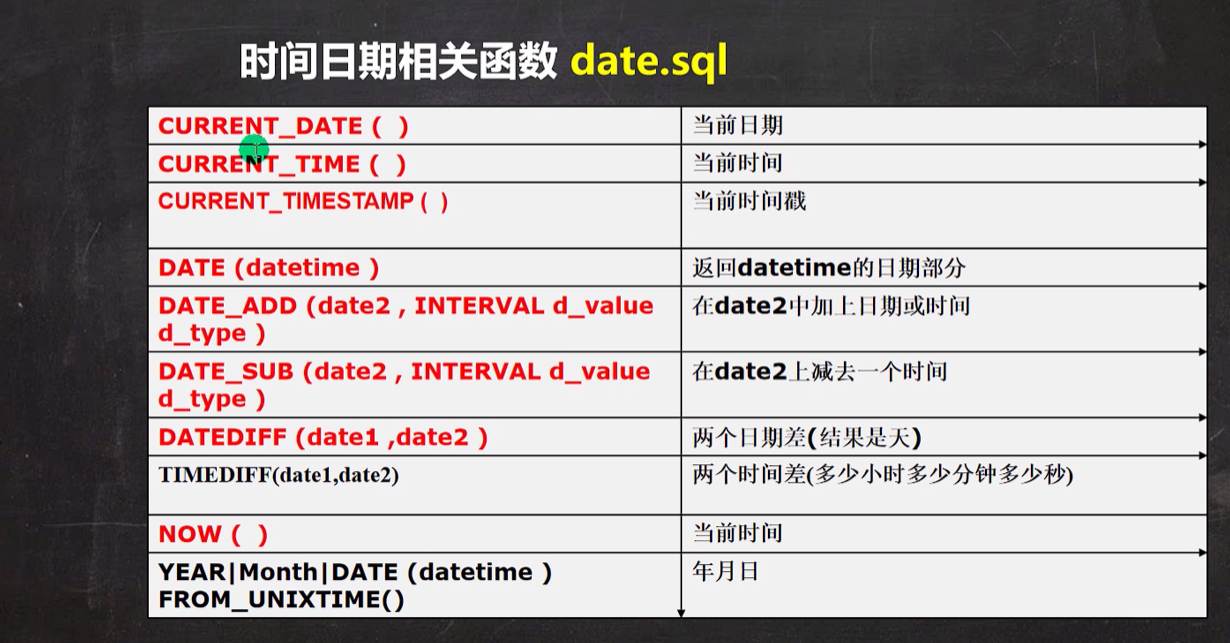 时间日期相关函数 date.sql
CURRENT_DATE (  ) 当前日期
CURRENT_TIME (  ) 当前时间
CURRENT_TIMESTAMP (  ) 当前时间戳
DATE (datetime ) 返回datetime的日期部分
DATE_ADD (date2 , INTERVAL d_value 在date2中加上日期或时间
d_type )
DATE_SUB (date2 , INTERVAL d_value 在date2上减去一个时间
d_type )
DATEDIFF (date1 ,date2 ) 两个日期差(结果是天)
TIMEDIFF(date1,date2) 两个时间差(多少小时多少分钟多少秒)
NOW (  ) 当前时间
YEAR|Month|DATE (datetime ) 年月日
FROM_UNIXTIME()